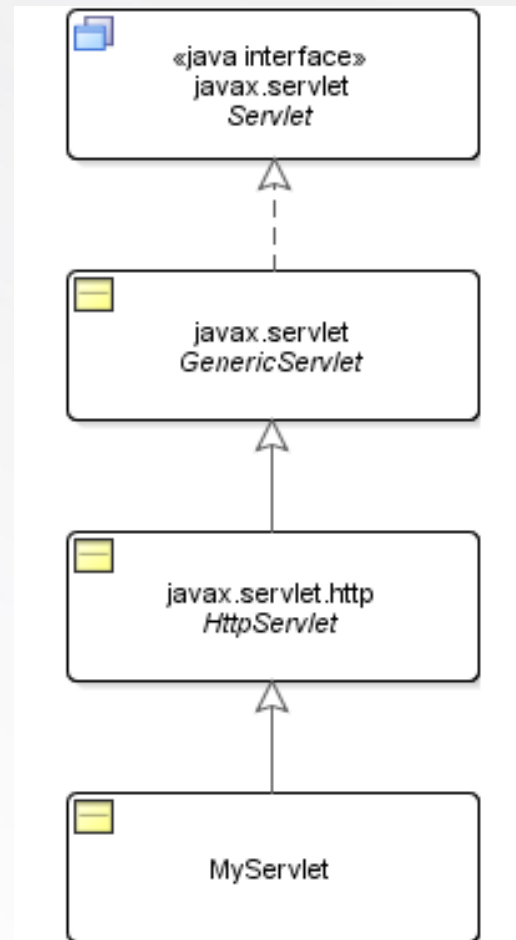 «java interface»
javax.servlet
Servlet
javax.servlet
GenericServlet
javax.servlet.http
HttpServlet
MyServlet